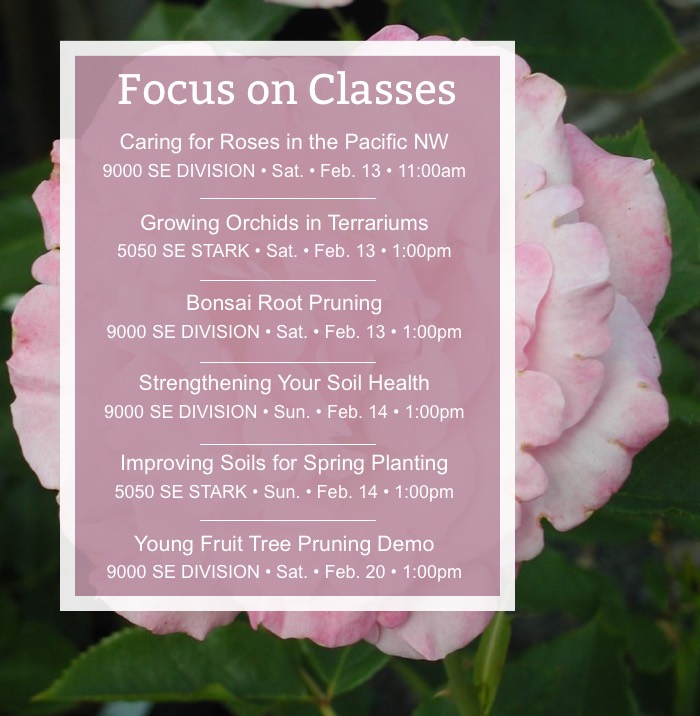 Focus on Classes
Caring for Roses in the Pacific NW
9000 SE DIVISION • Sat. • Feb. 13 • 11:00am
Growing Orchids in Terrariums
5050 SE STARK • Sat. • Feb. 13 • 1:00pm
Bonsai Root Pruning
9000 SE DIVISION • Sat. • Feb. 13 • 1:00pm
Strengthening Your Soil Health
9000 SE DIVISION • Sun. • Feb. 14 • 1:00pm
Improving Soils for Spring Planting
5050 SE STARK • Sun. • Feb. 14 • 1:00pm
Young Fruit Tree Pruning Demo
9000 SE DIVISION • Sat. • Feb. 20 • 1:00pm